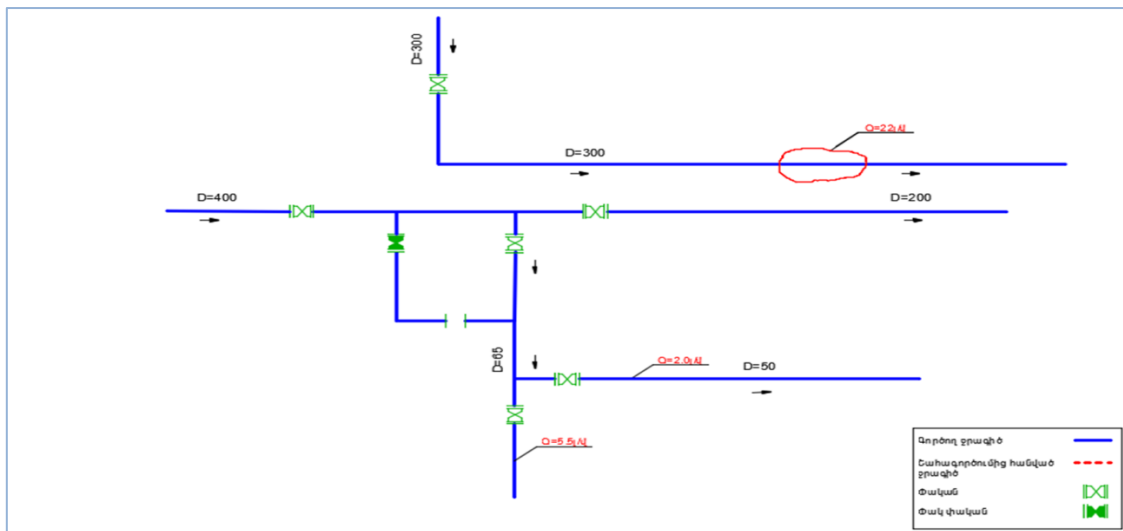 D=300
Q=22լ/վ
D=300
D=400
D=200
D=65
Q=2.0լ/վ
D=50
Q=5.5լ/վ
Գործող ջրագիծ
Շահագործումից հանված
ջրագիծ
Փական
Փակ փական